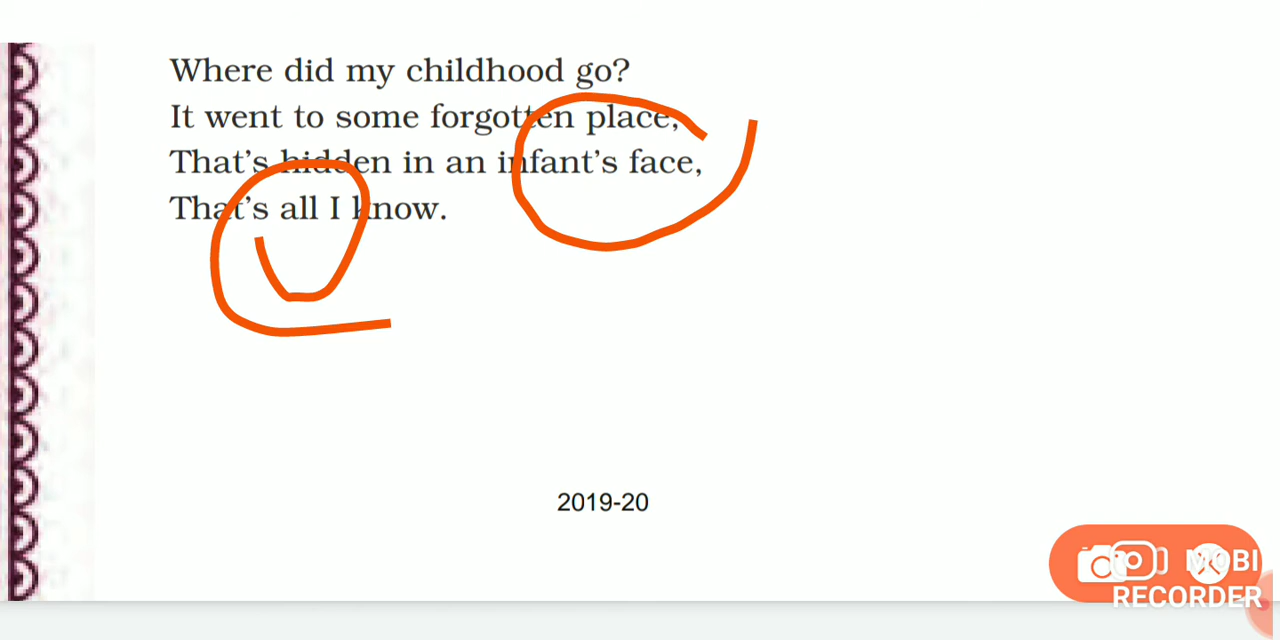 Where did my childhood go?
It went to some forgotten place,
That's hidden in an infant's face,
That's all I know.
2019-20
MOBI
RECORDER